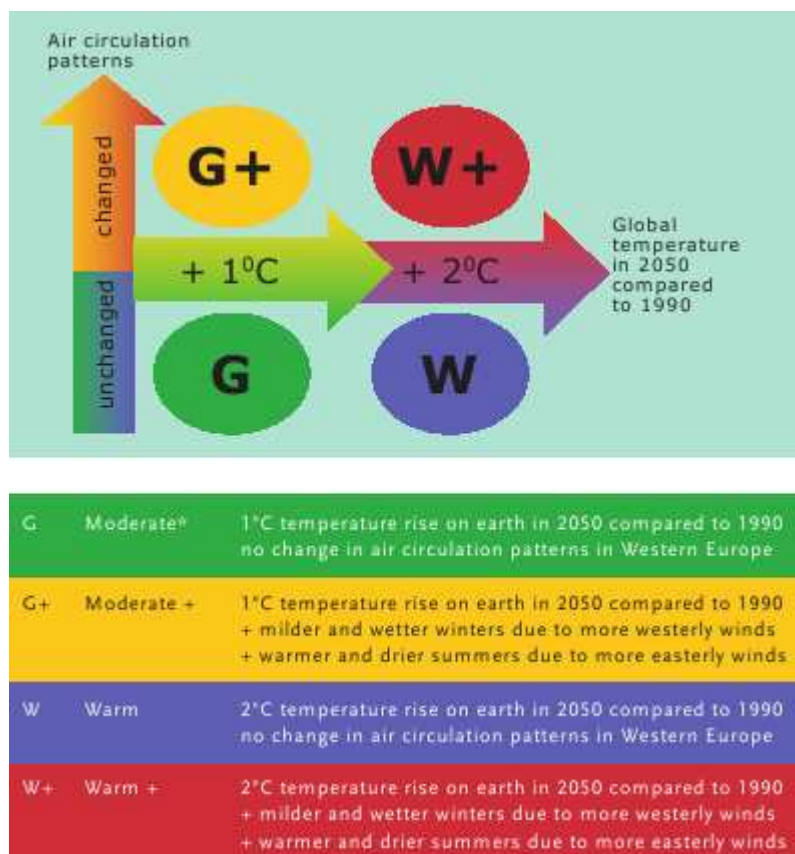 Air circulation
patterns
changed
unchanged
G+
W+
+ 1⁰C
+ 2⁰C
G
W
Global
temperature
in 2050
compared
to 1990
G Moderate* 1°C temperature rise on earth in 2050 compared to 1990
no change in air circulation patterns in Western Europe
G+ Moderate + 1°C temperature rise on earth in 2050 compared to 1990
+ milder and wetter winters due to more westerly winds
+ warmer and drier summers due to more easterly winds
W Warm 2°C temperature rise on earth in 2050 compared to 1990
no change in air circulation patterns in Western Europe
W+ Warm + 2°C temperature rise on earth in 2050 compared to 1990
+ milder and wetter winters due to more westerly winds
+ warmer and drier summers due to more easterly winds